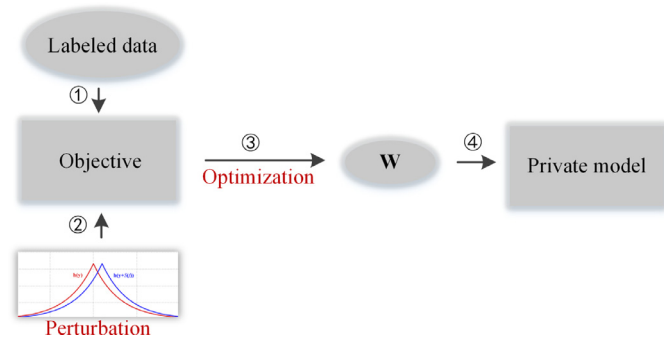 Labeled data
①
Objective
③
Optimization
W
④
Private model
②
Perturbation